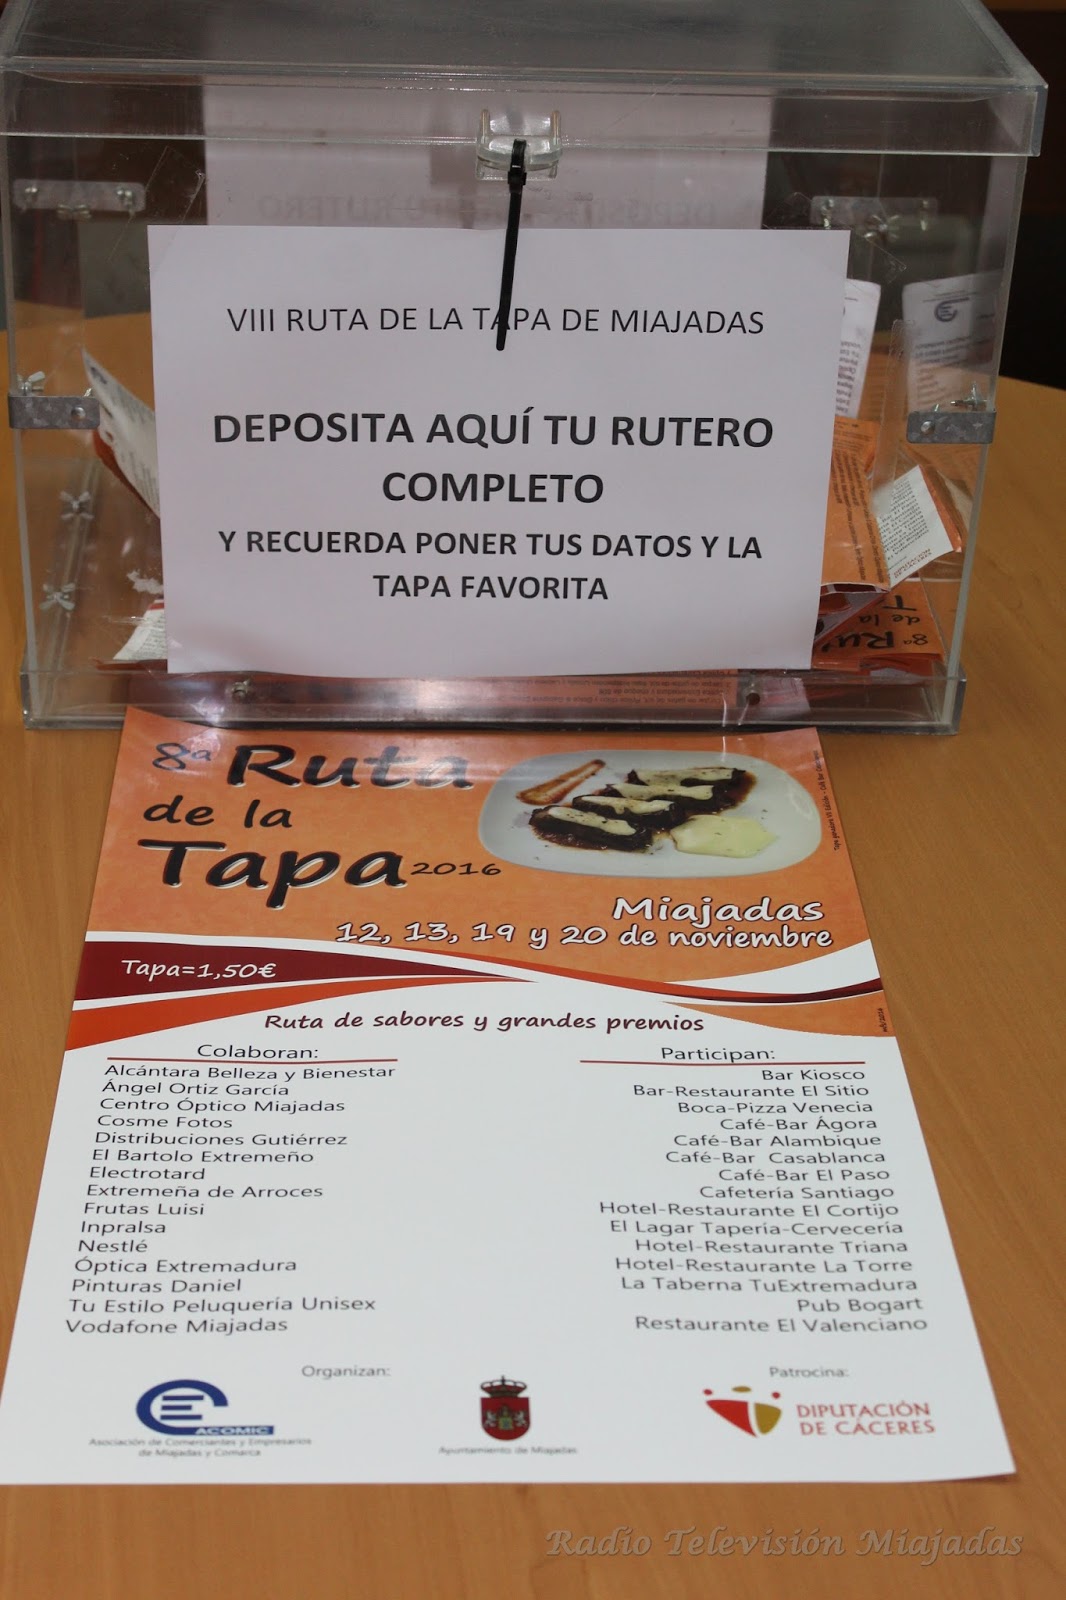 VIII RUTA DE LA TAPA DE MIAJADAS
DEPOSITA AQUÍ TU RUTERO
COMPLETO
Y RECUERDA PONER TUS DATOS Y LA
TAPA FAVORITA
8ª Ruta
de la
Tapa 2016
Miajadas
12, 13, 19 y 20 de noviembre
Tapa=1,50€
Ruta de sabores y grandes premios
Colaboran:
Alcántara Belleza y Bienestar
Ángel Ortiz García
Centro Óptico Miajadas
Cosme Fotos
Distribuciones Gutiérrez
El Bartolo Extremeño
Electrotard
Extremeña de Arroces
Frutas Luisi
Inpralsa
Nestlé
Óptica Extremadura
Pinturas Daniel
Tu Estilo Peluquería Unisex
Vodafone Miajadas
Participan:
Bar Kiosco
Bar-Restaurante El Sitio
Boca-Pizza Venecia
Café-Bar Ágora
Café-Bar Alambique
Café-Bar Casablanca
Café-Bar El Paso
Cafetería Santiago
Hotel-Restaurante El Cortijo
El Lagar Tapería-Cervecería
Hotel-Restaurante Triana
Hotel-Restaurante La Torre
La Taberna TuExtremadura
Pub Bogart
Restaurante El Valenciano
Organizan:
ACOMIC
Asociación de Comerciantes y Empresarios
de Miajadas y Comarca
Ayuntamiento de Miajadas
Patrocina:
DIPUTACIÓN
DE CÁCERES
Radio Televisión Miajadas